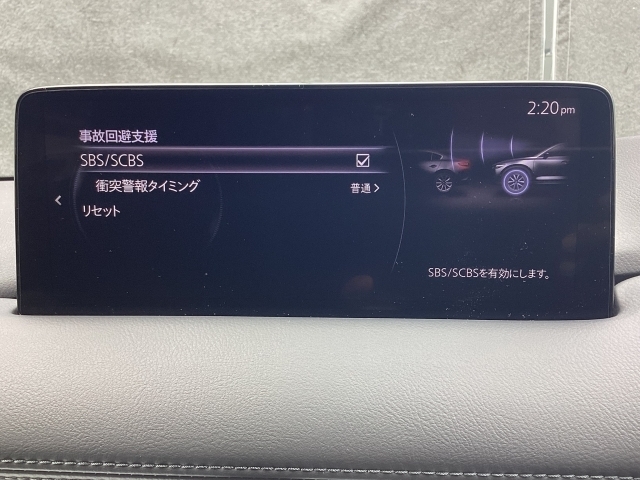 2:20pm
事故回避支援
SBS/SCBS
衝突警報タイミング 普通
リセット
SBS/SCBSを有効にします。